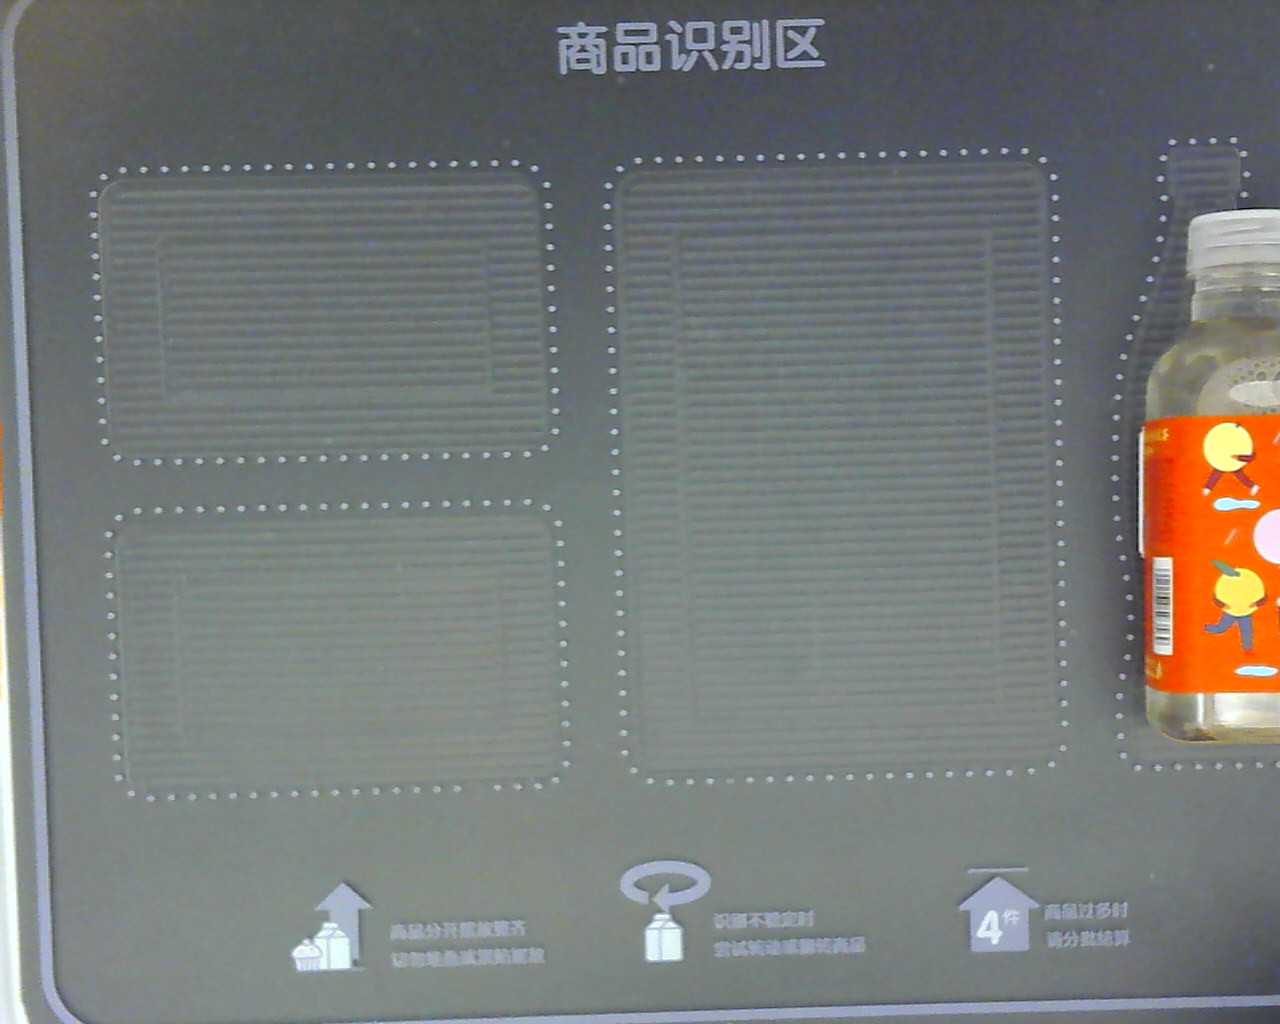 商品识别区
商品分开摆放整齐
切勿堆叠或紧贴摆放
识别不稳定时
尝试转动或翻转商品
4件
商品过多时
请分批结算